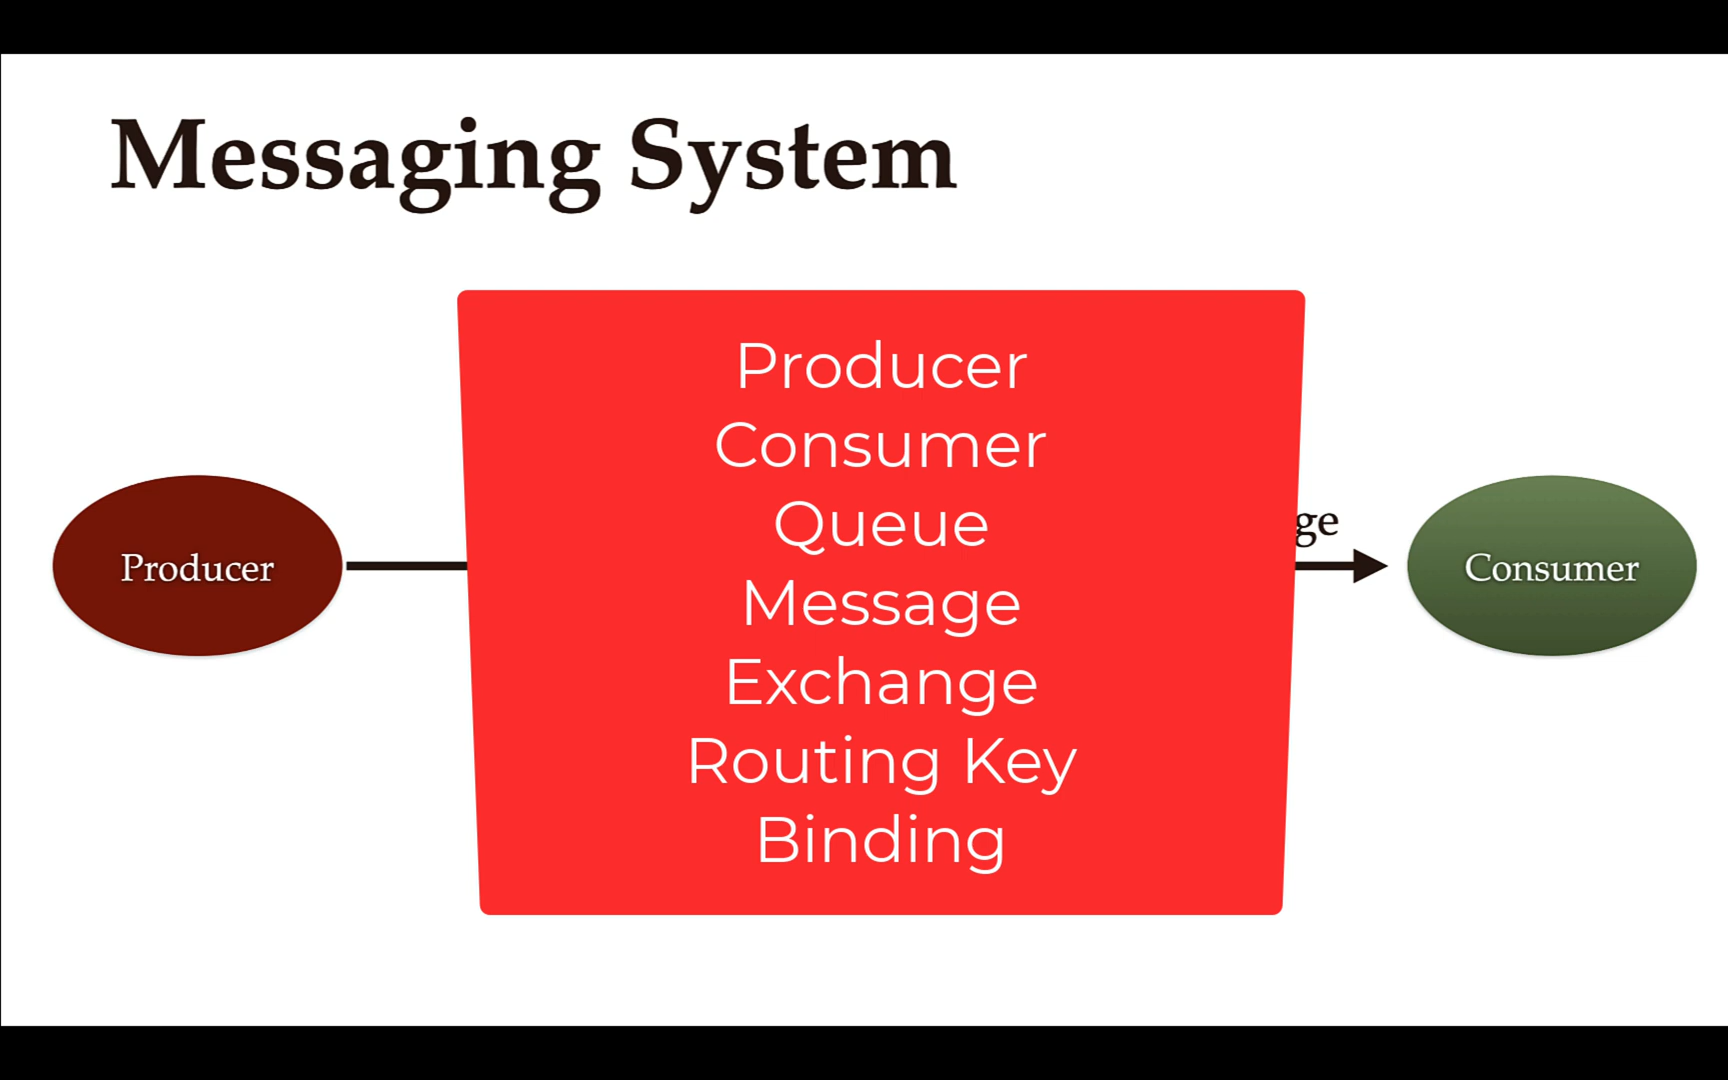 Messaging System
Producer
Consumer
Queue
Message
Exchange
Routing Key
Binding
Producer
ge
Consumer